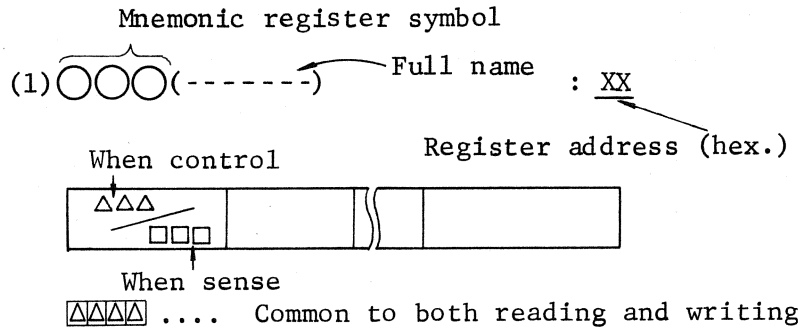 Mnemonic register symbol
(1)○○○(-------) Full name : XX
Register address (hex.)
When control
△△△
□□□
When sense
△△△△ .... Common to both reading and writing